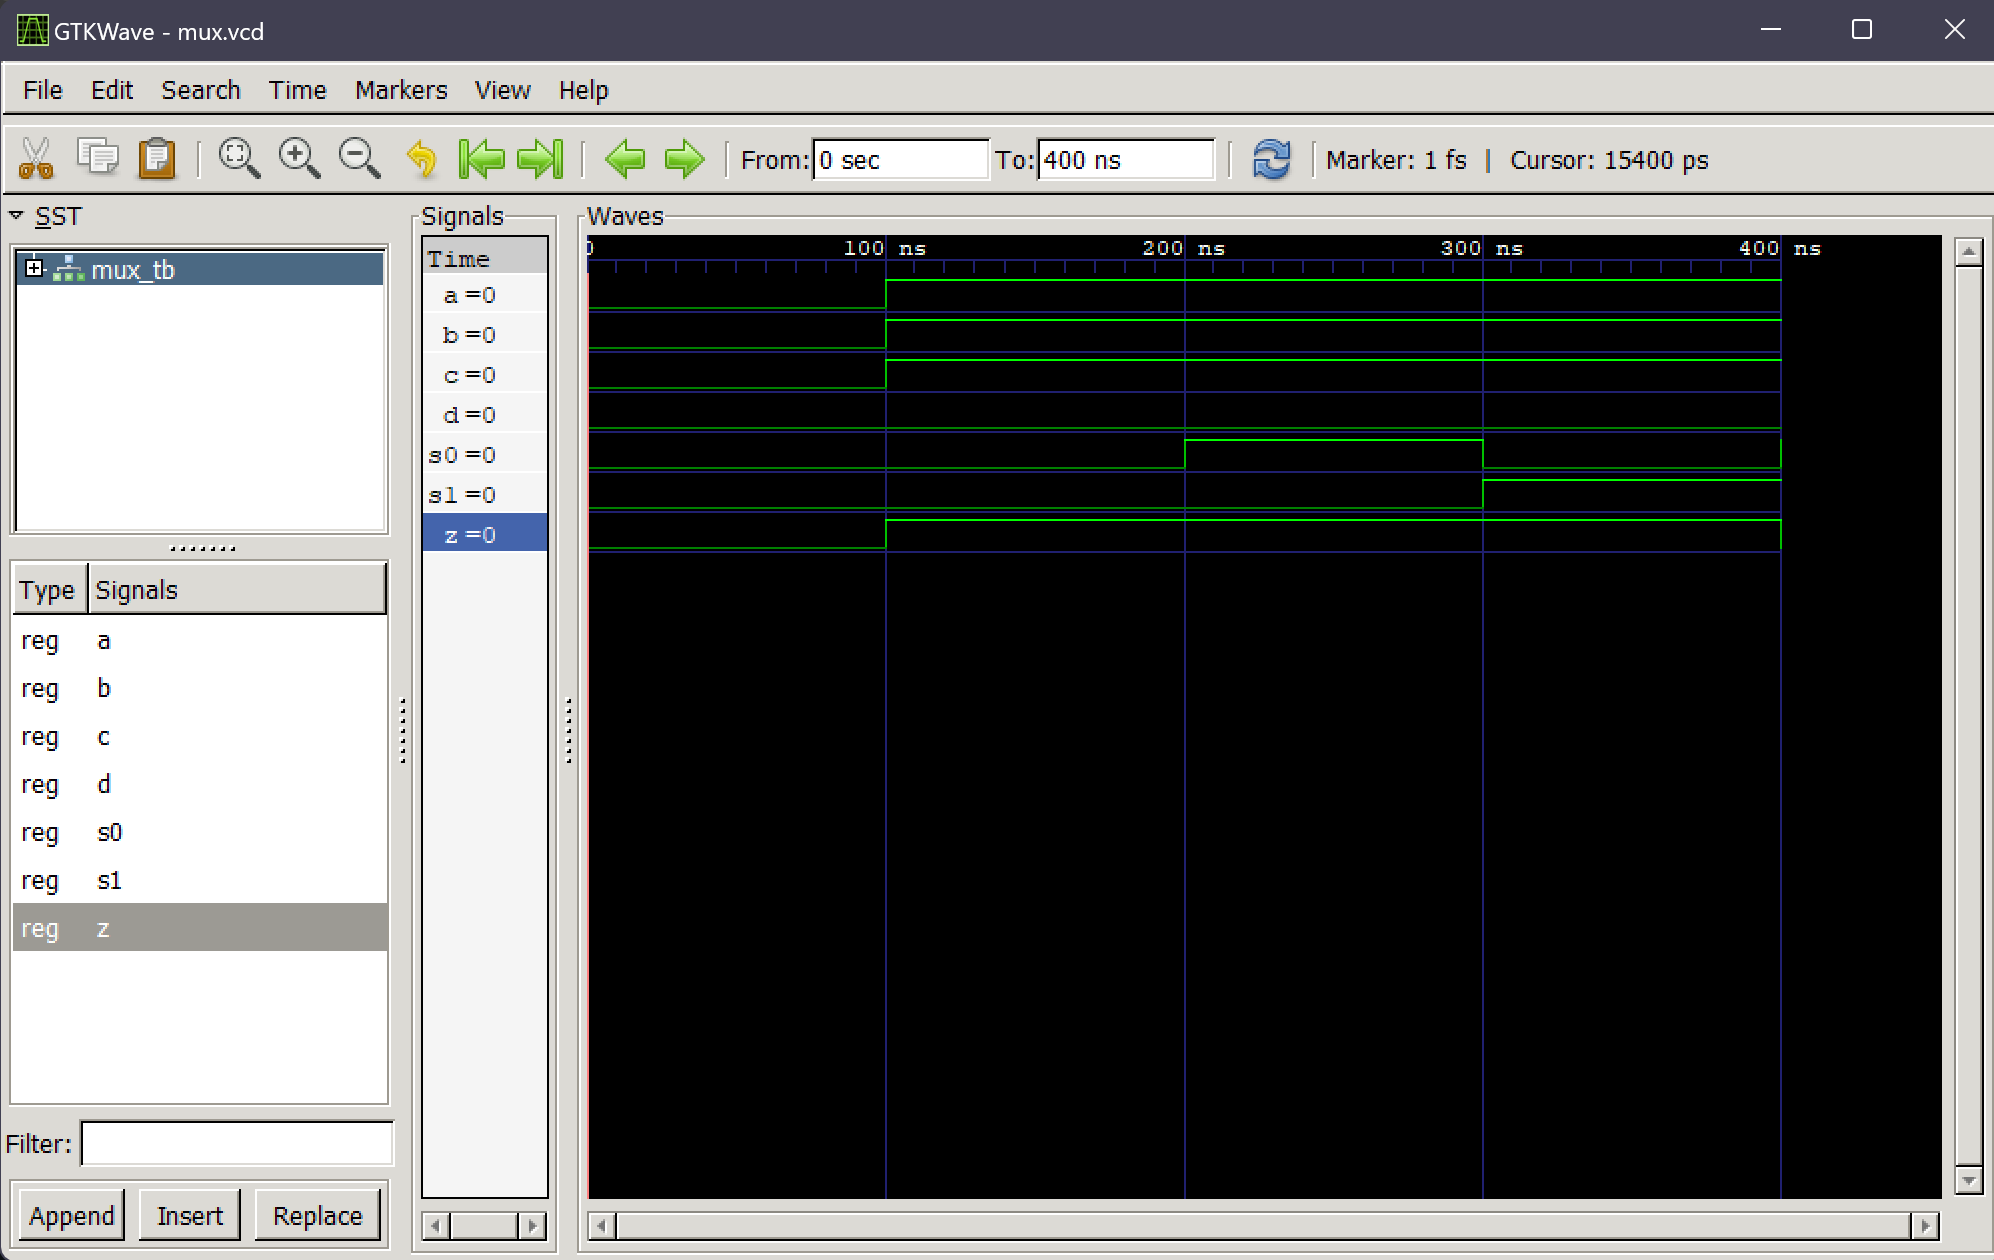 GTKWave - mux.vcd
File Edit Search Time Markers View Help
From: 0 sec To: 400 ns Marker: 1 fs | Cursor: 15400 ps
SST
mux_tb
Type Signals
reg a
reg b
reg c
reg d
reg s0
reg s1
reg z
Filter:
Append Insert Replace
Signals
Time
a =0
b =0
c =0
d =0
s0 =0
s1 =0
z =0
Waves
0 100 ns 200 ns 300 ns 400 ns